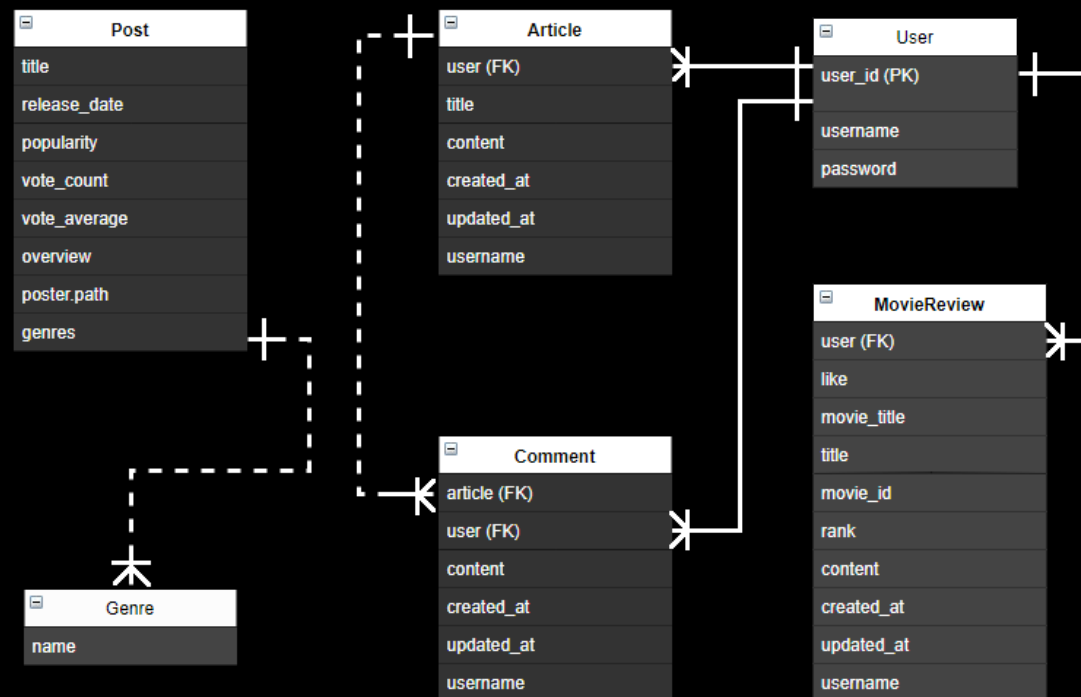 Post
title
release_date
popularity
vote_count
vote_average
overview
poster.path
genres
Article
user (FK)
title
content
created_at
updated_at
username
User
user_id (PK)
username
password
MovieReview
user (FK)
like
movie_title
title
movie_id
rank
content
created_at
updated_at
username
Comment
article (FK)
user (FK)
content
created_at
updated_at
username
Genre
name